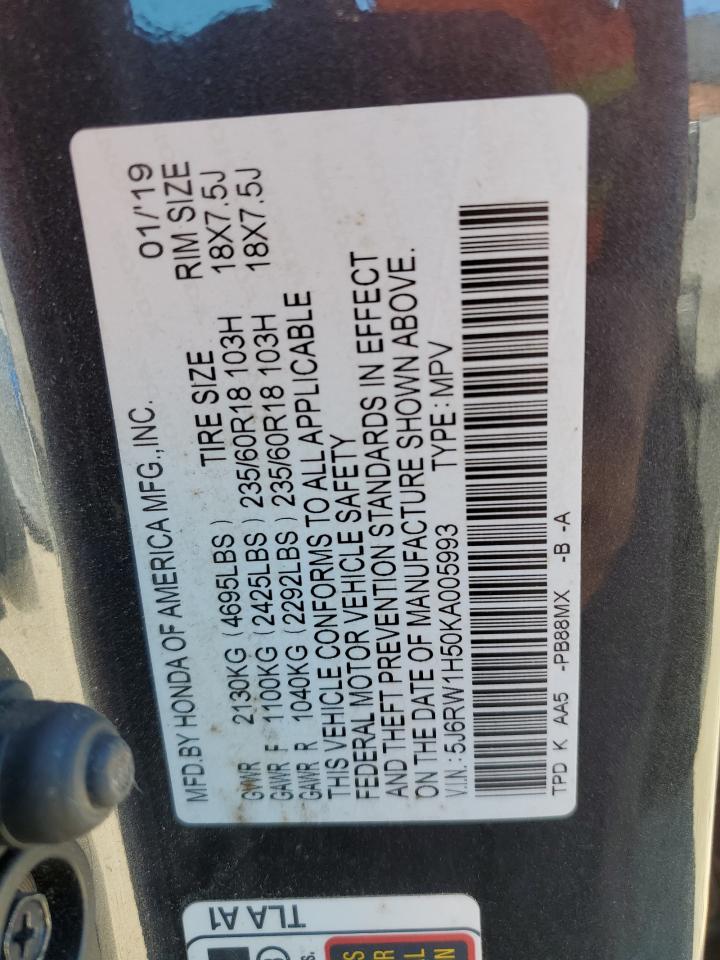 MFD.BY HONDA OF AMERICA MFG.,INC. 01/'19
TIRE SIZE RIM SIZE
GVWR 2130KG (4695LBS)
GAWR F 1100KG (2425LBS) 235/60R18 103H 18X7.5J
GAWR R 1040KG (2292LBS) 235/60R18 103H 18X7.5J
THIS VEHICLE CONFORMS TO ALL APPLICABLE
FEDERAL MOTOR VEHICLE SAFETY
AND THEFT PREVENTION STANDARDS IN EFFECT
ON THE DATE OF MANUFACTURE SHOWN ABOVE.
V.I.N.: 5J6RW1H50KA005993 TYPE: MPV
TPD K AA5 -PB88MX -B -A
TLA A1